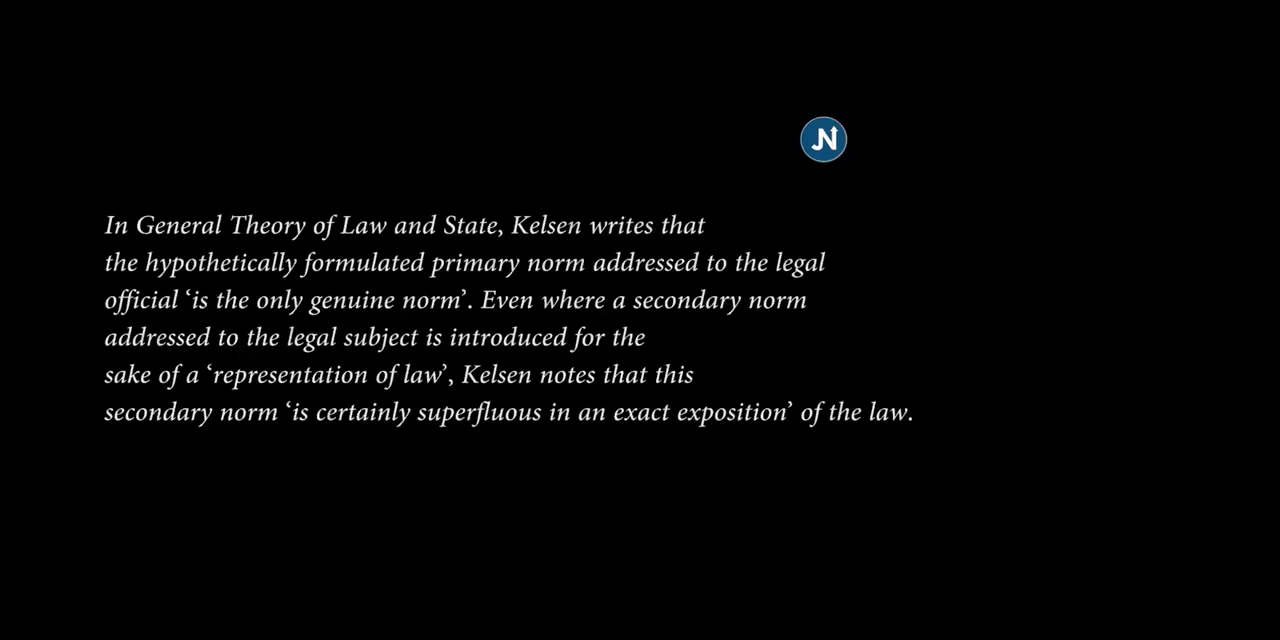 JN
In General Theory of Law and State, Kelsen writes that
the hypothetically formulated primary norm addressed to the legal
official ‘is the only genuine norm’. Even where a secondary norm
addressed to the legal subject is introduced for the
sake of a ‘representation of law’, Kelsen notes that this
secondary norm ‘is certainly superfluous in an exact exposition’ of the law.